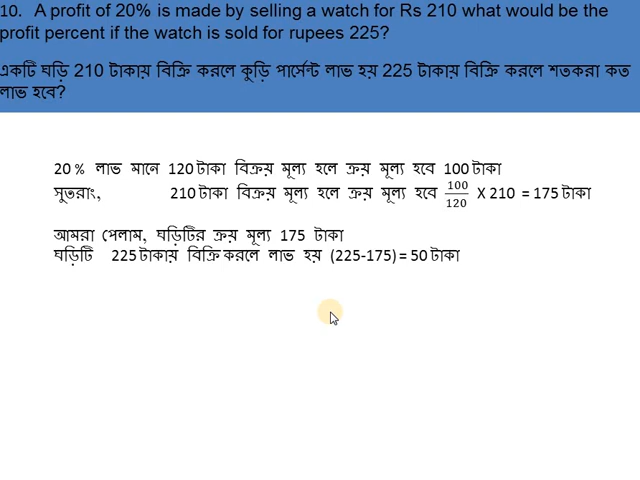 10. A profit of 20% is made by selling a watch for Rs 210 what would be the
profit percent if the watch is sold for rupees 225?
একটি ঘড়ি 210 টাকায় বিক্রি করলে কুড়ি পার্সেন্ট লাভ হয় 225 টাকায় বিক্রি করলে শতকরা কত
লাভ হবে?
20 % লাভ মানে 120 টাকা বিক্রয় মূল্য হলে ক্রয় মূল্য হবে 100 টাকা
সুতরাং, 210 টাকা বিক্রয় মূল্য হলে ক্রয় মূল্য হবে 100/120 X 210 = 175 টাকা
আমরা পেলাম, ঘড়িটির ক্রয় মূল্য 175 টাকা
ঘড়িটি 225 টাকায় বিক্রি করলে লাভ হয় (225-175) = 50 টাকা